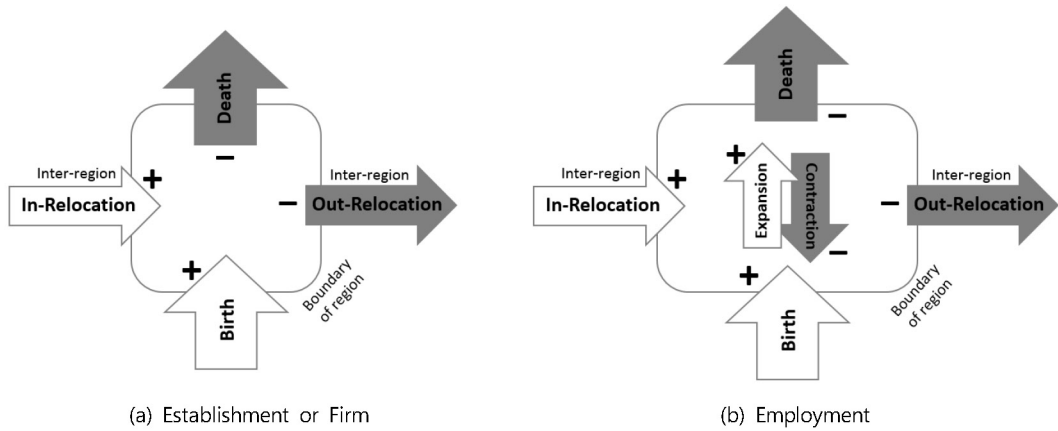 Death
−
Inter-region
+
In-Relocation
Inter-region
−
Out-Relocation
+
Birth
Boundary
of region
(a) Establishment or Firm
Death
−
Inter-region
+
In-Relocation
+
Expansion
Contraction
−
Inter-region
−
Out-Relocation
+
Birth
Boundary
of region
(b) Employment